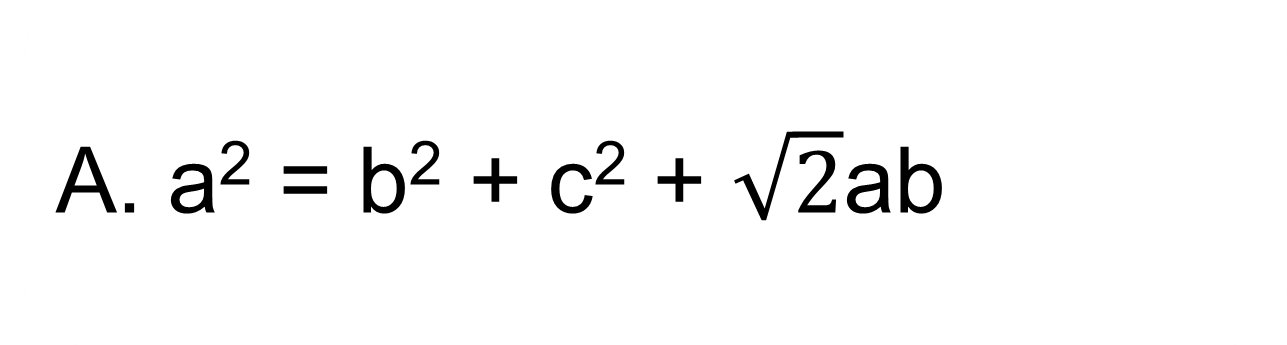 A. a² = b² + c² + √2ab